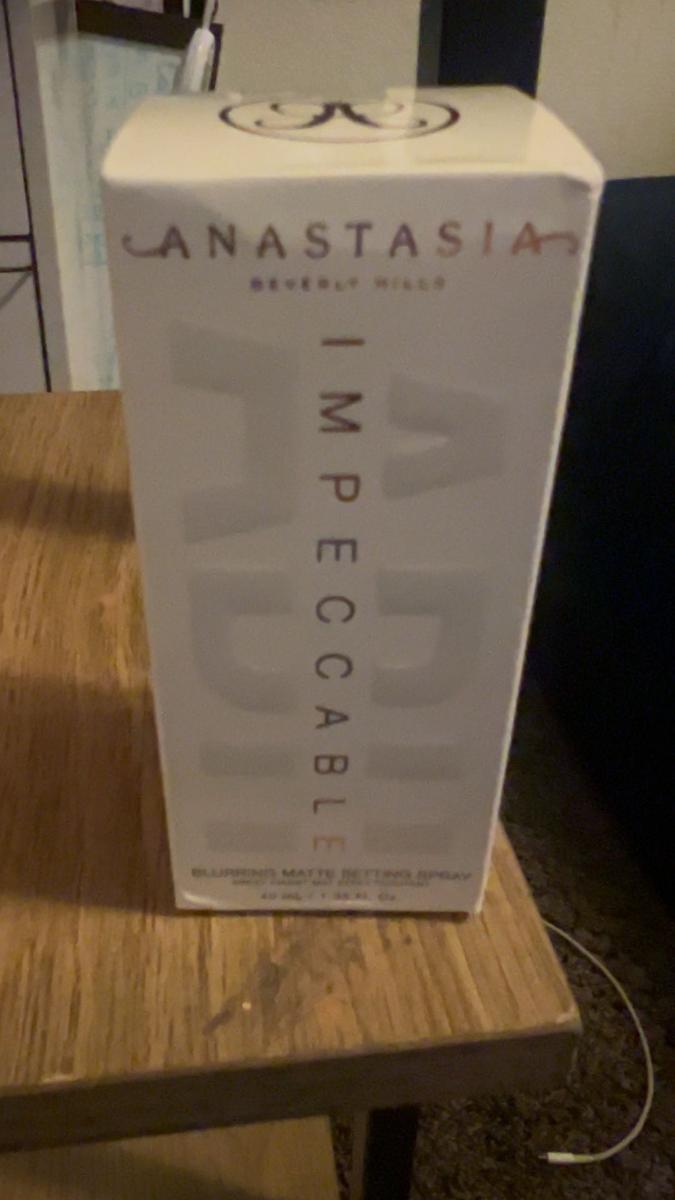 ANASTASIA
BEVERLY HILLS
IMPECCABLE
BLURRING MATTE SETTING SPRAY